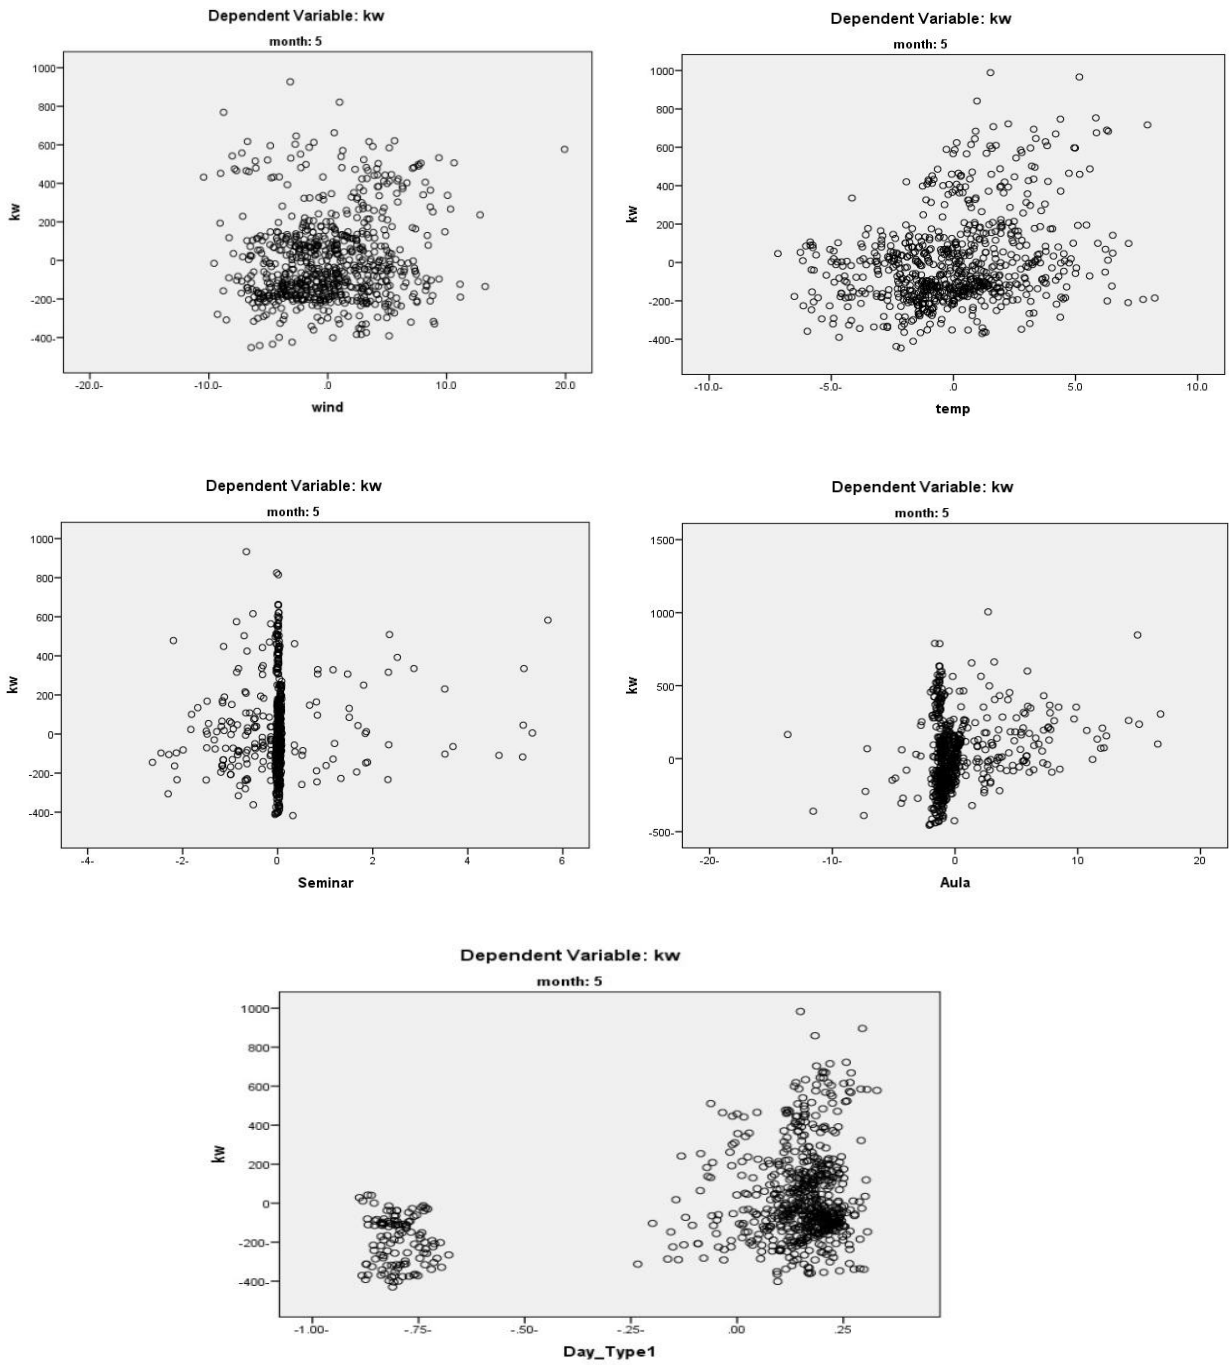 Dependent Variable: kw
month: 5
1000
800
600
400
200
0
-200
-400
kw
-20.0 -10.0 .0 10.0 20.0
wind
Dependent Variable: kw
month: 5
1000
800
600
400
200
0
-200
-400
kw
-10.0 -5.0 .0 5.0 10.0
temp
Dependent Variable: kw
month: 5
1000
800
600
400
200
0
-200
-400
kw
-4 -2 0 2 4 6
Seminar
Dependent Variable: kw
month: 5
1500
1000
500
0
-500
kw
-20 -10 0 10 20
Aula
Dependent Variable: kw
month: 5
1000
800
600
400
200
0
-200
-400
kw
-1.00 -.75 -.50 -.25 .00 .25
Day_Type1